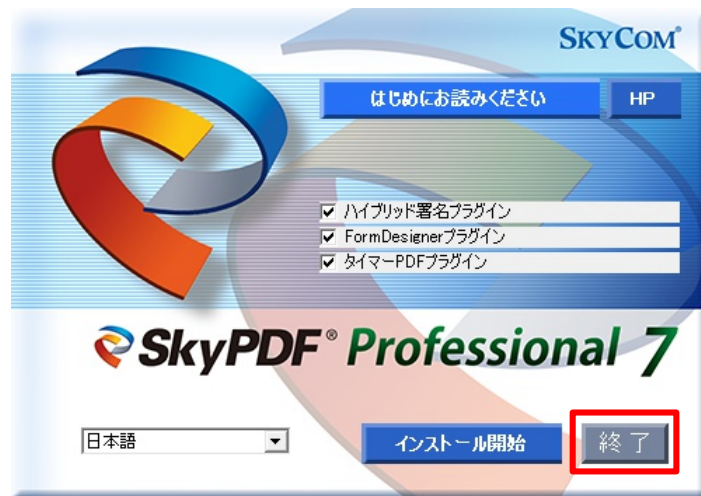 SKYCOM®
はじめにお読みください HP
ハイブリッド署名プラグイン
FormDesignerプラグイン
タイマーPDFプラグイン
SkyPDF® Professional 7
日本語 インストール開始 終了